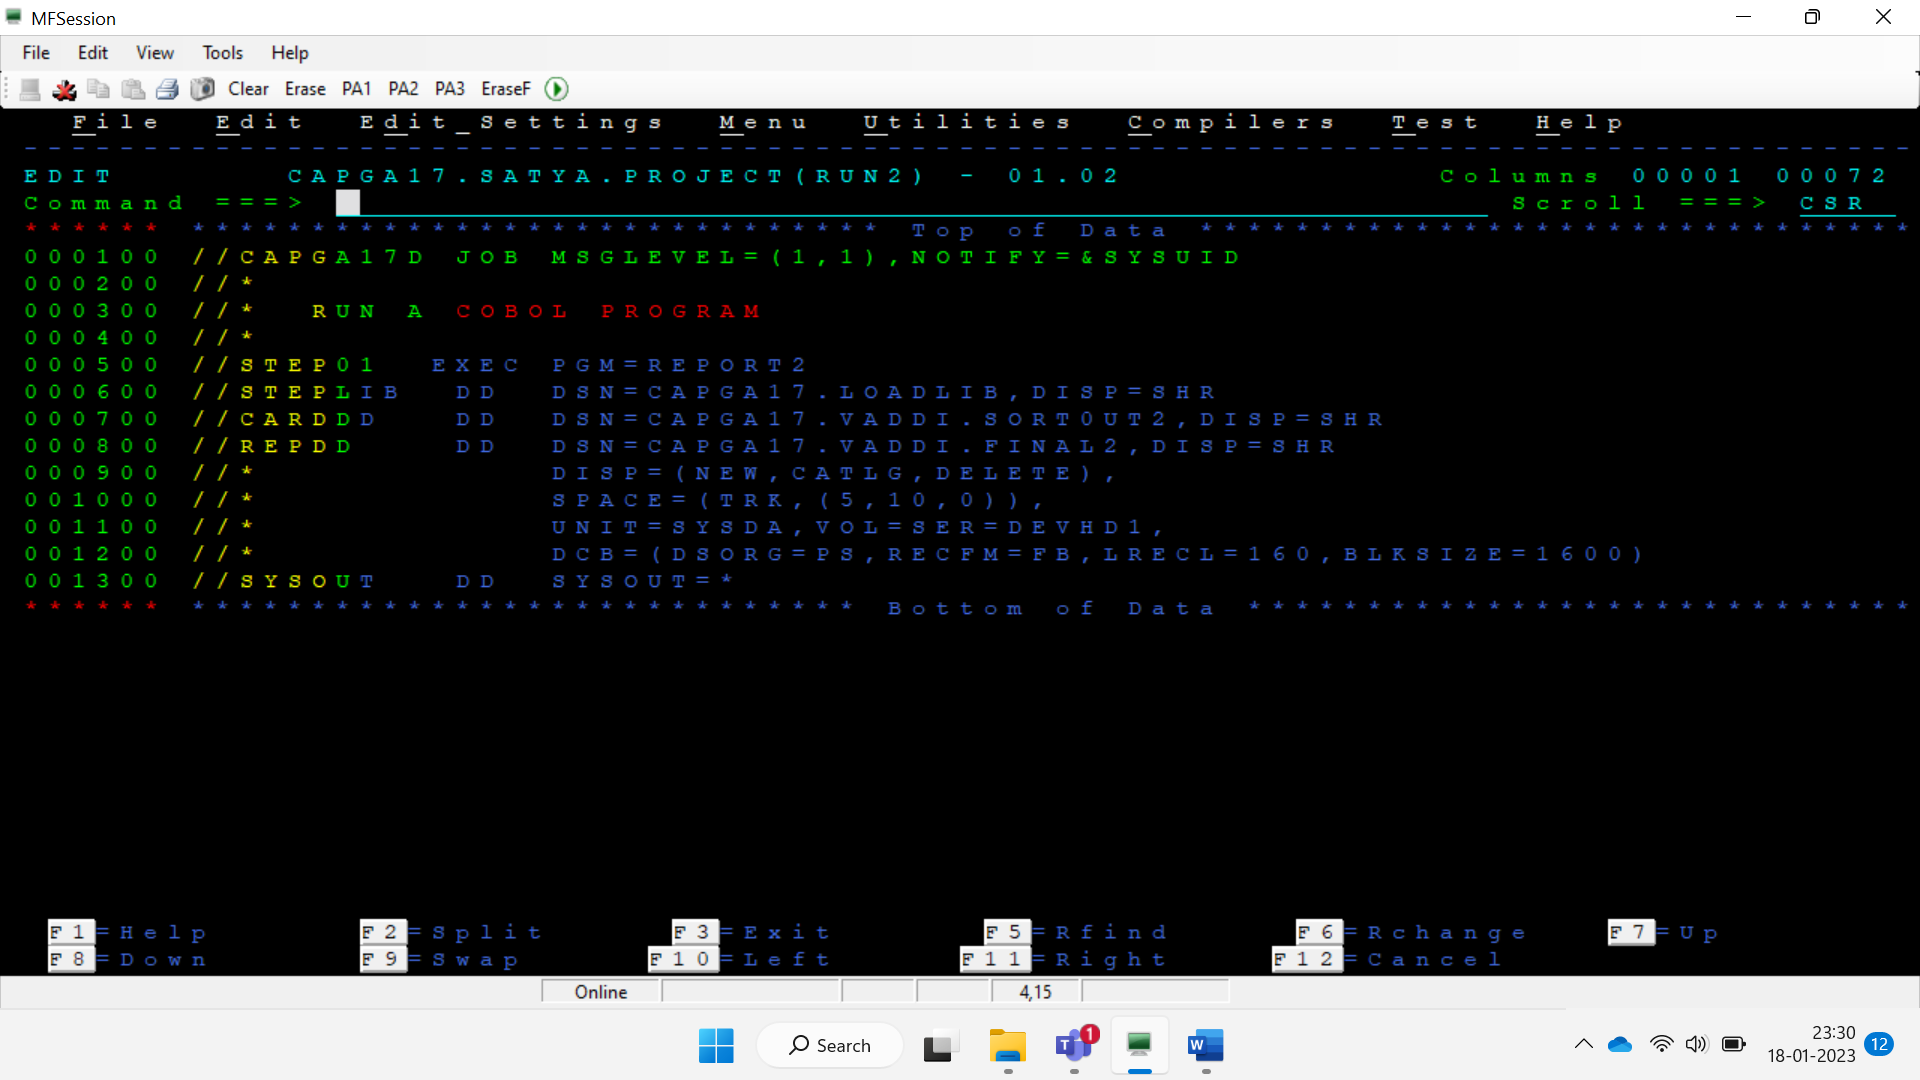 MFSession
File Edit View Tools Help
Clear Erase PA1 PA2 PA3 EraseF
File Edit Edit_Settings Menu Utilities Compilers Test Help
- - - - - - - - - - - - - - - - - - - - - - - - - - - - - - - - - - - - - - - - - - - - - - - - - - - - - - - - - - - - - - - - - - - - - - - - - - - - - - -
EDIT CAPGA17.SATYA.PROJECT(RUN2) - 01.02 Columns 00001 00072
Command ===> Scroll ===> CSR
****** ***************************** Top of Data ******************************
000100 //CAPGA17D JOB MSGLEVEL=(1,1),NOTIFY=&SYSUID
000200 //*
000300 //* RUN A COBOL PROGRAM
000400 //*
000500 //STEP01 EXEC PGM=REPORT2
000600 //STEPLIB DD DSN=CAPGA17.LOADLIB,DISP=SHR
000700 //CARDDD DD DSN=CAPGA17.VADDI.SORTOUT2,DISP=SHR
000800 //REPDD DD DSN=CAPGA17.VADDI.FINAL2,DISP=SHR
000900 //* DISP=(NEW,CATLG,DELETE),
001000 //* SPACE=(TRK,(5,10,0)),
001100 //* UNIT=SYSDA,VOL=SER=DEVHD1,
001200 //* DCB=(DSORG=PS,RECFM=FB,LRECL=160,BLKSIZE=1600)
001300 //SYSOUT DD SYSOUT=*
****** **************************** Bottom of Data ****************************
F1=Help F2=Split F3=Exit F5=Rfind F6=Rchange F7=Up
F8=Down F9=Swap F10=Left F11=Right F12=Cancel
Online 4,15
Search 1 23:30 12
18-01-2023